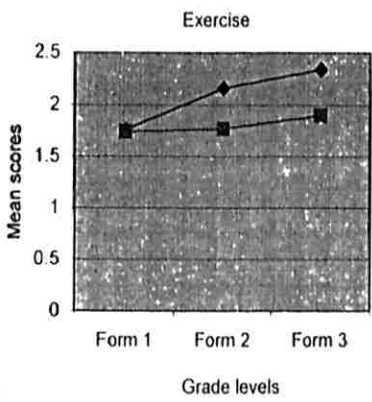 Exercise
2.5
2
1.5
1
0.5
0
Mean scores
Form 1 Form 2 Form 3
Grade levels